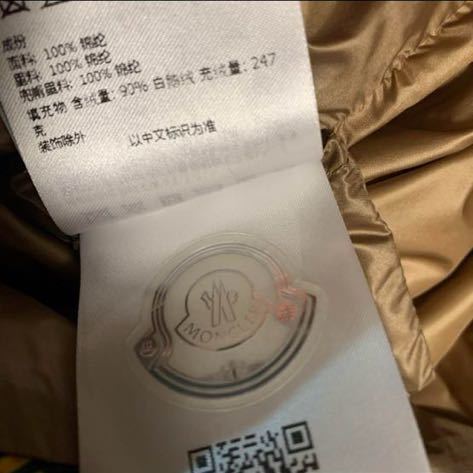 成份
面料: 100% 锦纶
里料: 100% 锦纶
壳喇里料: 100% 锦纶
填充物 含绒量: 90% 白鹅绒 充绒量: 247
克
装饰除外 以中文标识为准
MONCLER